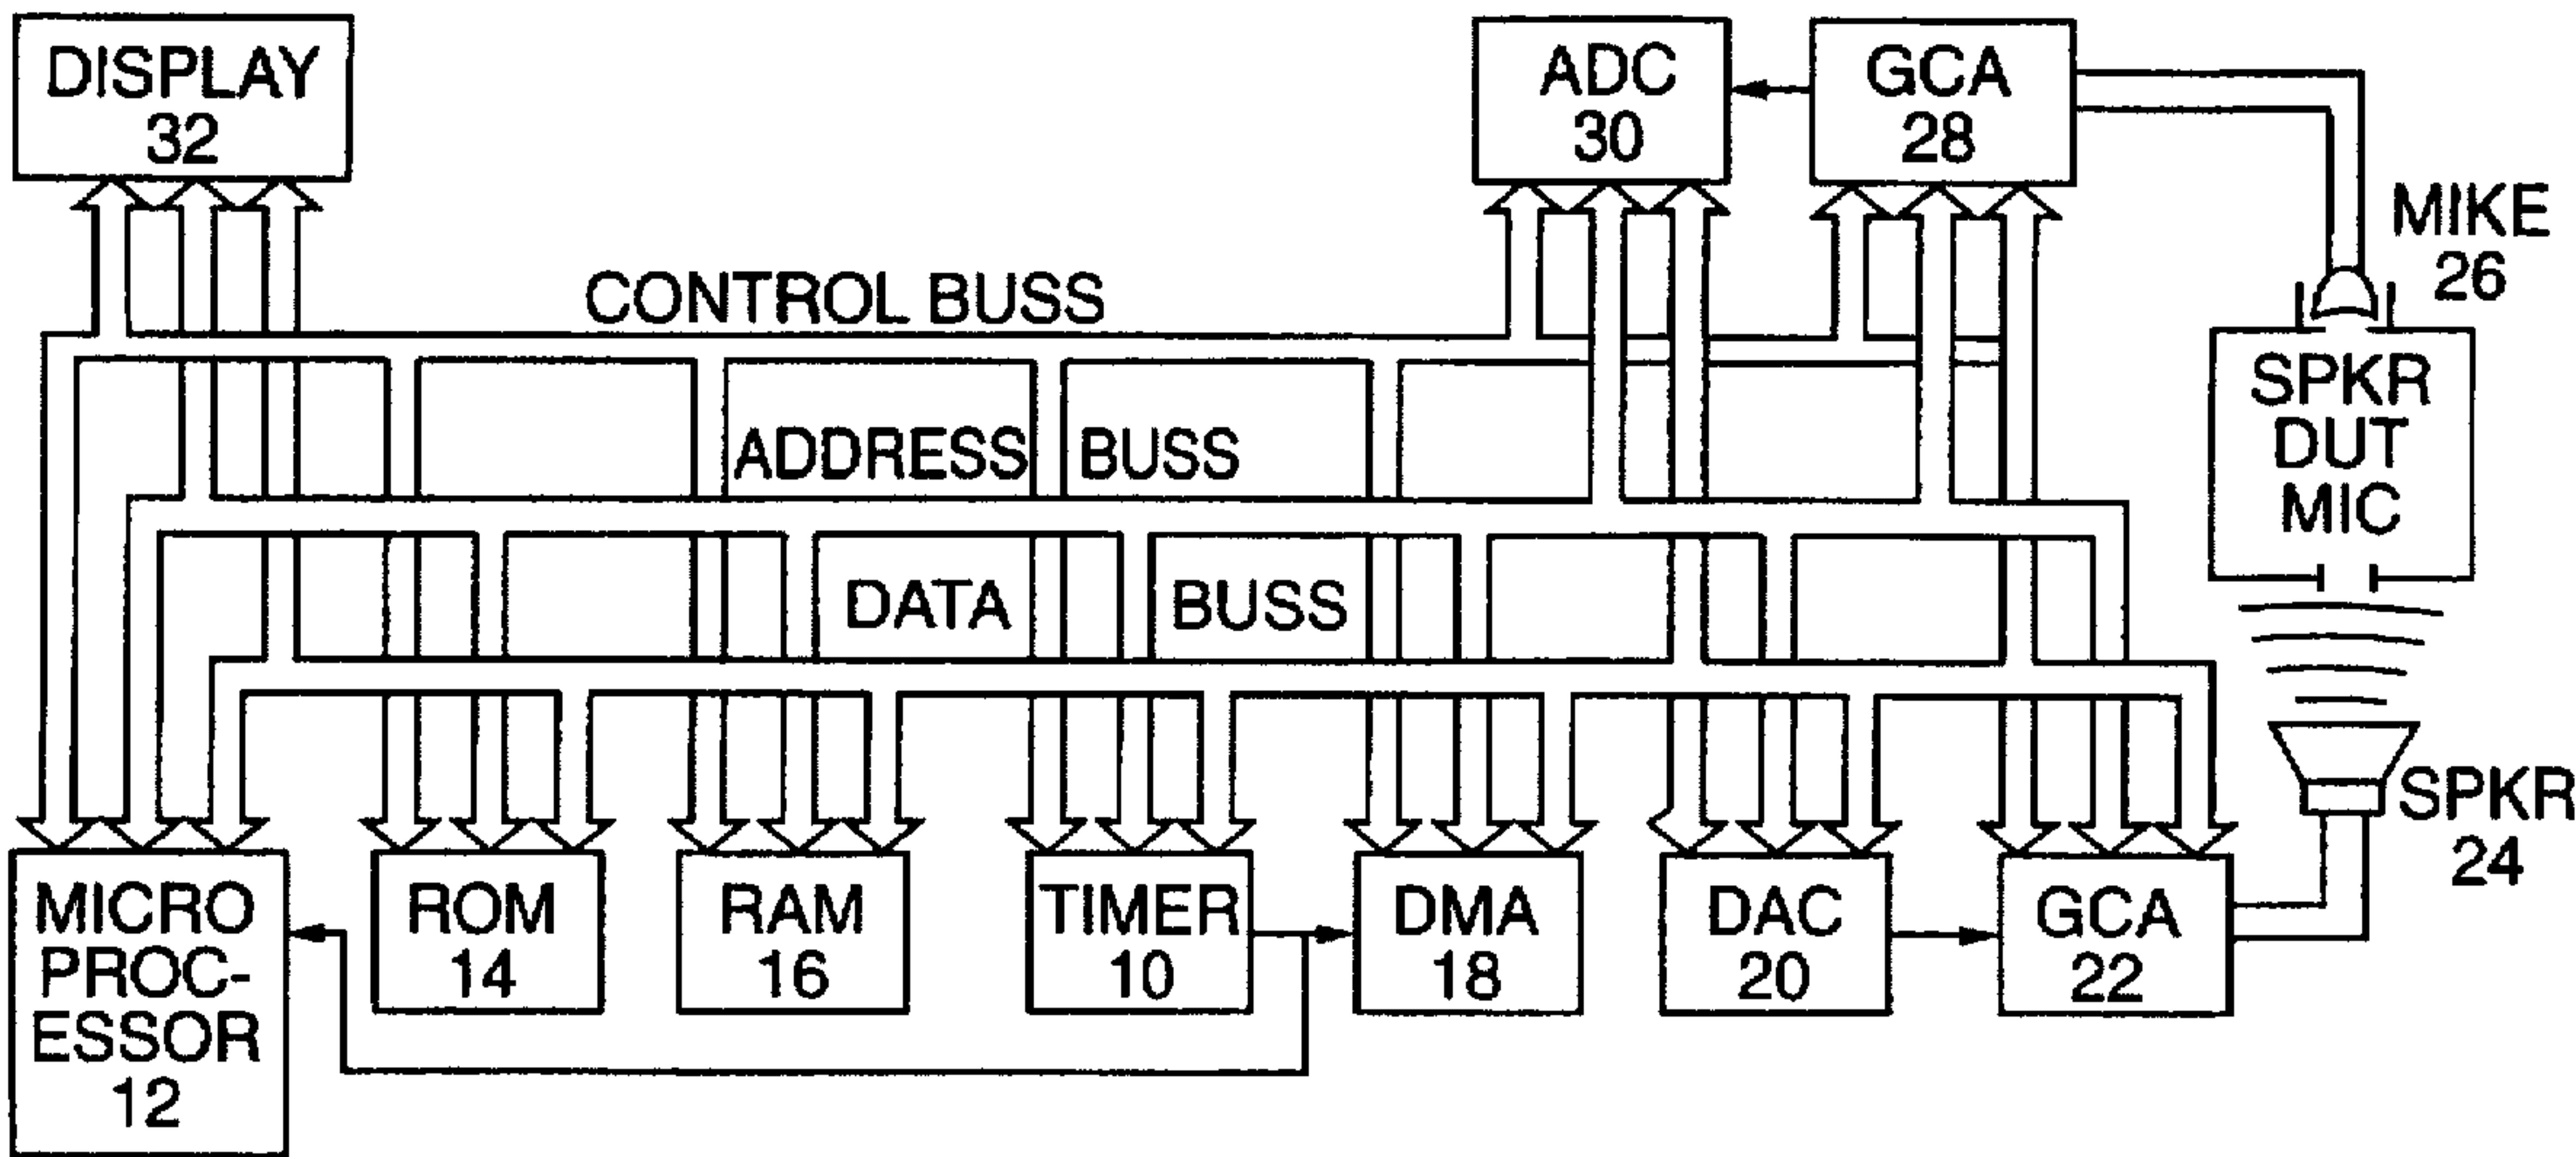 DISPLAY
32
ADC
30
GCA
28
MIKE
26
CONTROL BUSS
SPKR
DUT
MIC
ADDRESS BUSS
DATA BUSS
SPKR
24
MICRO
PROC-
ESSOR
12
ROM
14
RAM
16
TIMER
10
DMA
18
DAC
20
GCA
22